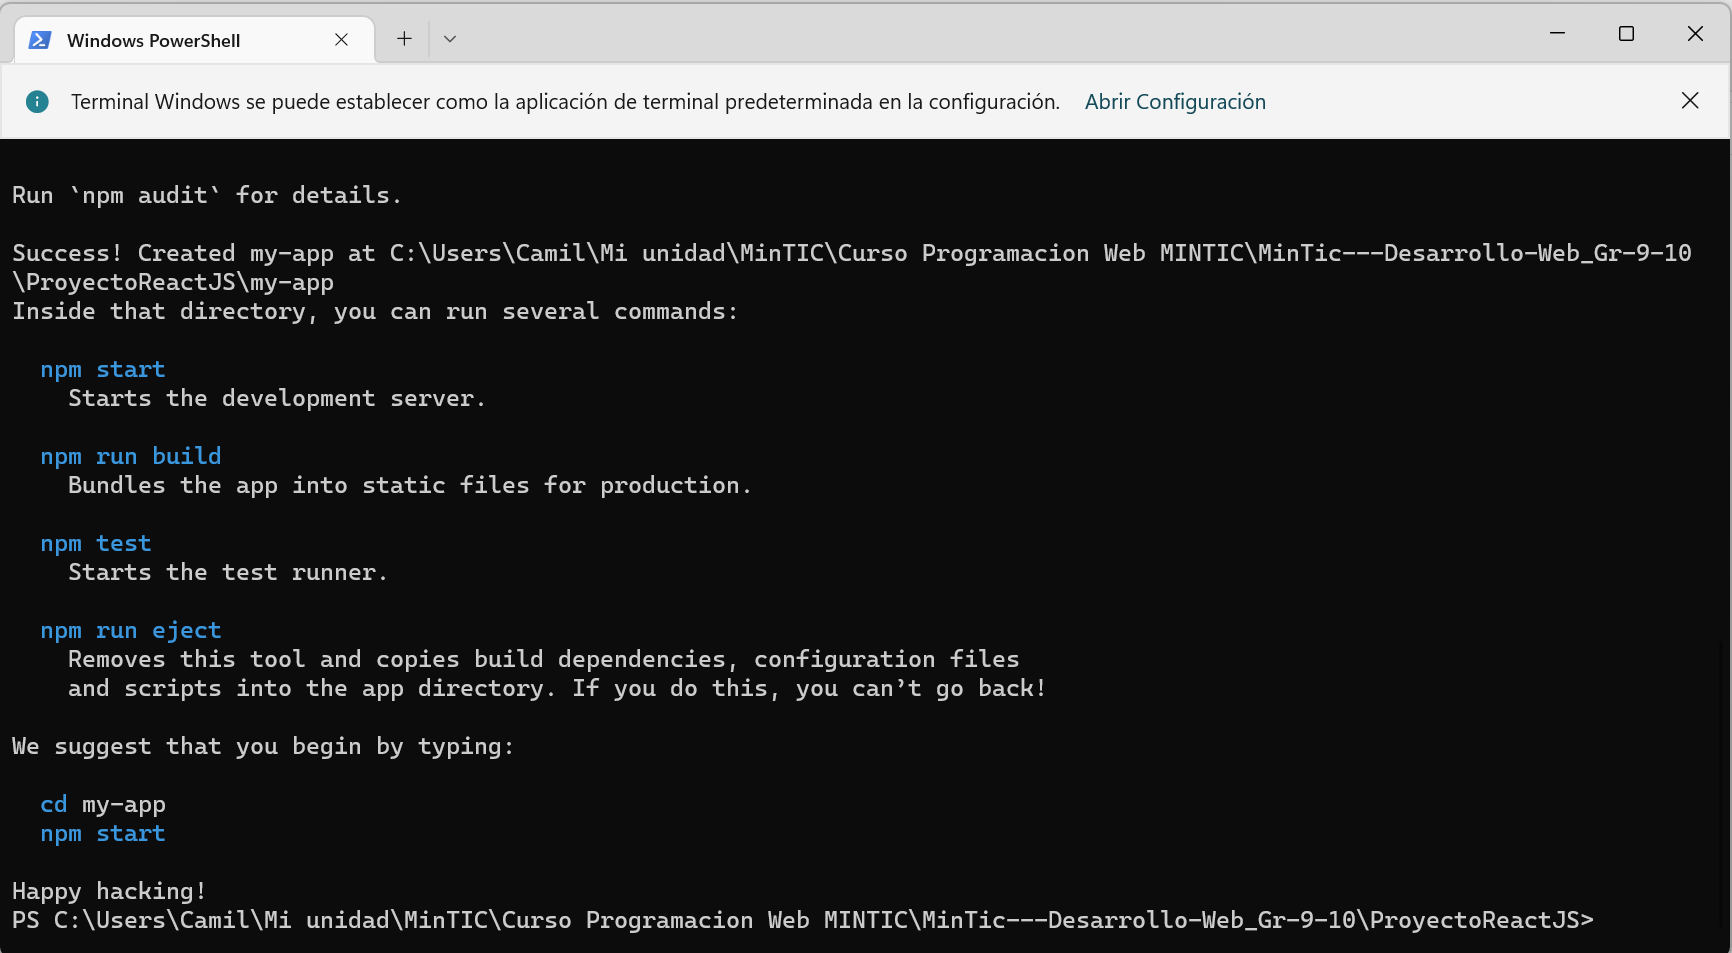 Windows PowerShell
Terminal Windows se puede establecer como la aplicación de terminal predeterminada en la configuración. Abrir Configuración
Run `npm audit` for details.
Success! Created my-app at C:\Users\Camil\Mi unidad\MinTIC\Curso Programacion Web MINTIC\MinTic---Desarrollo-Web_Gr-9-10
\ProyectoReactJS\my-app
Inside that directory, you can run several commands:
npm start
Starts the development server.
npm run build
Bundles the app into static files for production.
npm test
Starts the test runner.
npm run eject
Removes this tool and copies build dependencies, configuration files
and scripts into the app directory. If you do this, you can’t go back!
We suggest that you begin by typing:
cd my-app
npm start
Happy hacking!
PS C:\Users\Camil\Mi unidad\MinTIC\Curso Programacion Web MINTIC\MinTic---Desarrollo-Web_Gr-9-10\ProyectoReactJS>